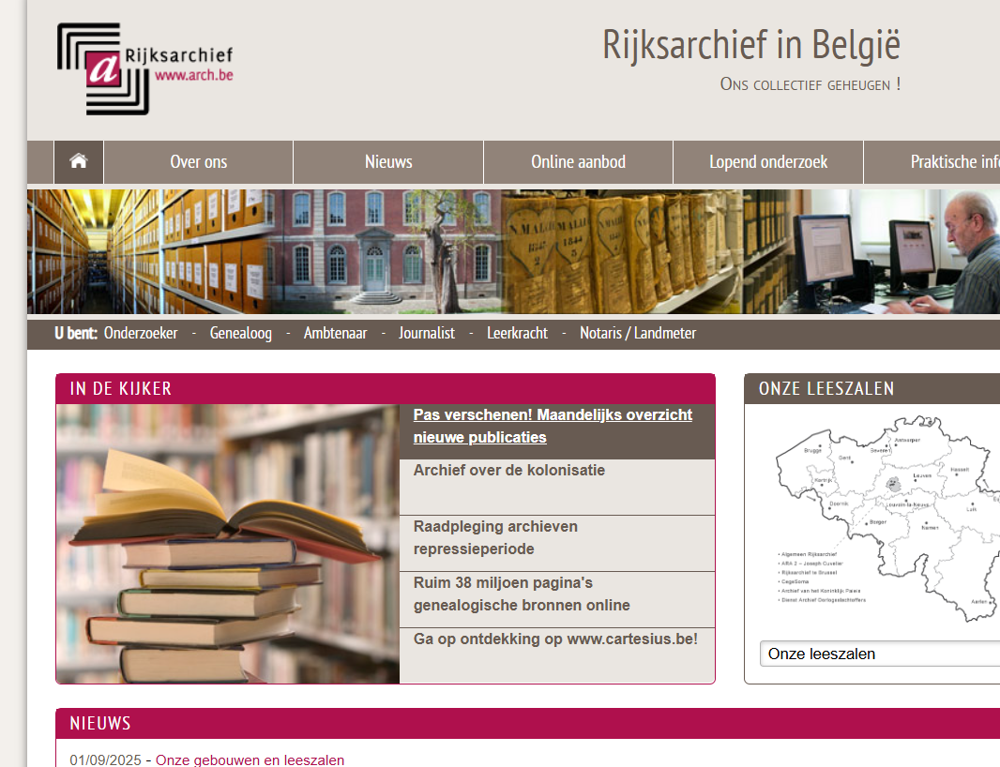 Rijksarchief
www.arch.be
a
Rijksarchief in België
Ons collectief geheugen !
Over ons
Nieuws
Online aanbod
Lopend onderzoek
Praktische
U bent: Onderzoeker - Genealoog - Ambtenaar - Journalist - Leerkracht - Notaris / Landmeter
IN DE KIJKER
Pas verschenen! Maandelijks overzicht
nieuwe publicaties
Archief over de kolonisatie
Raadpleging archieven
repressieperiode
Ruim 38 miljoen pagina's
genealogische bronnen online
Ga op ontdekking op www.cartesius.be!
ONZE LEESZALEN
Antwerpen
Brugge
Gent
Beveren
Hasselt
Leuven
Kortrijk
Doornik
Louvain-la-Neuve
Luik
Bergen
Namen
Aarlen
• Algemeen Rijksarchief
• ARA 2 – Joseph Cuvelier
• Rijksarchief te Brussel
• CegeSoma
• Archief van het Koninklijk Paleis
• Dienst Archief Oorlogsslachtoffers
Onze leeszalen
NIEUWS
01/09/2025 - Onze gebouwen en leeszalen